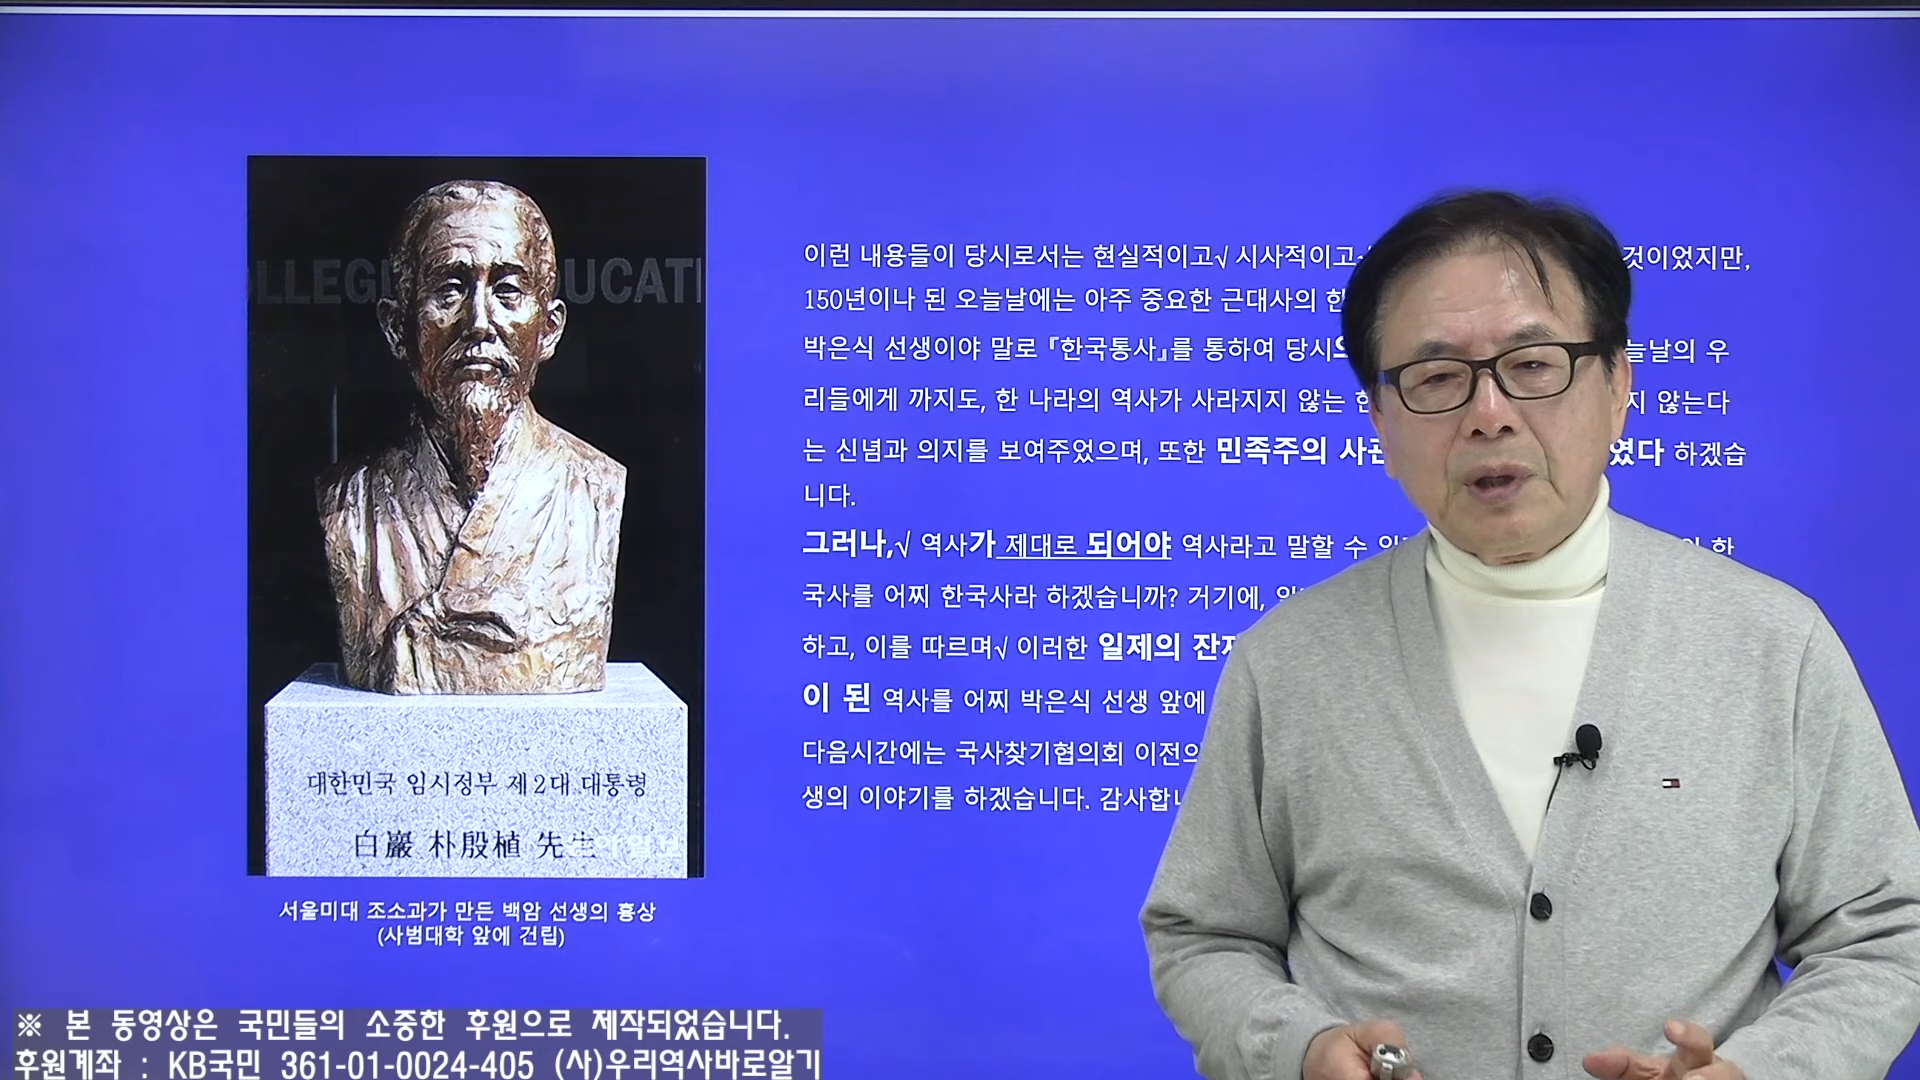 LLEG UCATI
대한민국 임시정부 제2대 대통령
白巖 朴殷植 先生
서울미대 조소과가 만든 백암 선생의 흉상
(사범대학 앞에 건립)
이런 내용들이 당시로서는 현실적이고√ 시사적이고 것이었지만,
150년이나 된 오늘날에는 아주 중요한 근대사의
박은식 선생이야 말로 『한국통사』를 통하여 당시 늘날의 우
리들에게 까지도, 한 나라의 역사가 사라지지 않는 지 않는다
는 신념과 의지를 보여주었으며, 또한 민족주의 였다 하겠습
니다.
그러나,√ 역사가 제대로 되어야 역사라고 말할 수 한
국사를 어찌 한국사라 하겠습니까? 거기에,
하고, 이를 따르며√ 이러한 일제의
이 된 역사를 어찌 박은식 선생 앞에
다음시간에는 국사찾기협의회
생의 이야기를 하겠습니다.
※ 본 동영상은 국민들의 소중한 후원으로 제작되었습니다.
후원계좌 : KB국민 361-01-0024-405 (사)우리역사바로알기